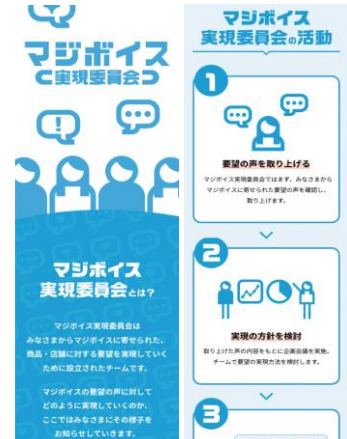 マジボイス
実現委員会
マジボイス
実現委員会とは?
マジボイス実現委員会は
みなさまからマジボイスに寄せられた、
商品・店舗に対する要望を実現していく
ために設立されたチームです。
マジボイスの要望の声に対して
どのように実現していくのか、
ここではみなさまにその様子を
お知らせしていきます。
マジボイス
実現委員会の活動
1
要望の声を取り上げる
マジボイス実現委員会ではまず、みなさまから
マジボイスに寄せられた要望の声を確認し、
取り上げます。
2
実現の方針を検討
取り上げた声の内容をもとに企画会議を実施。
チームで要望の実現方法を検討します。
3